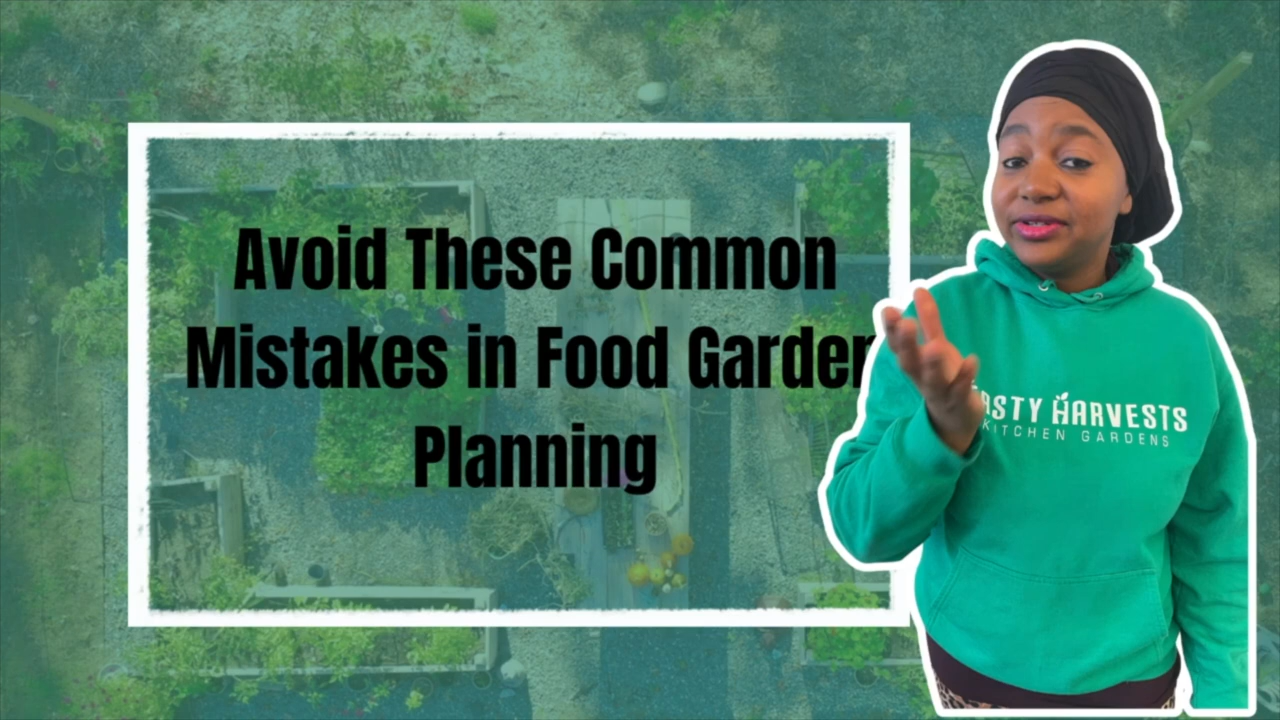 Avoid These Common
Mistakes in Food Garden
Planning
ASTY HARVESTS
KITCHEN GARDENS